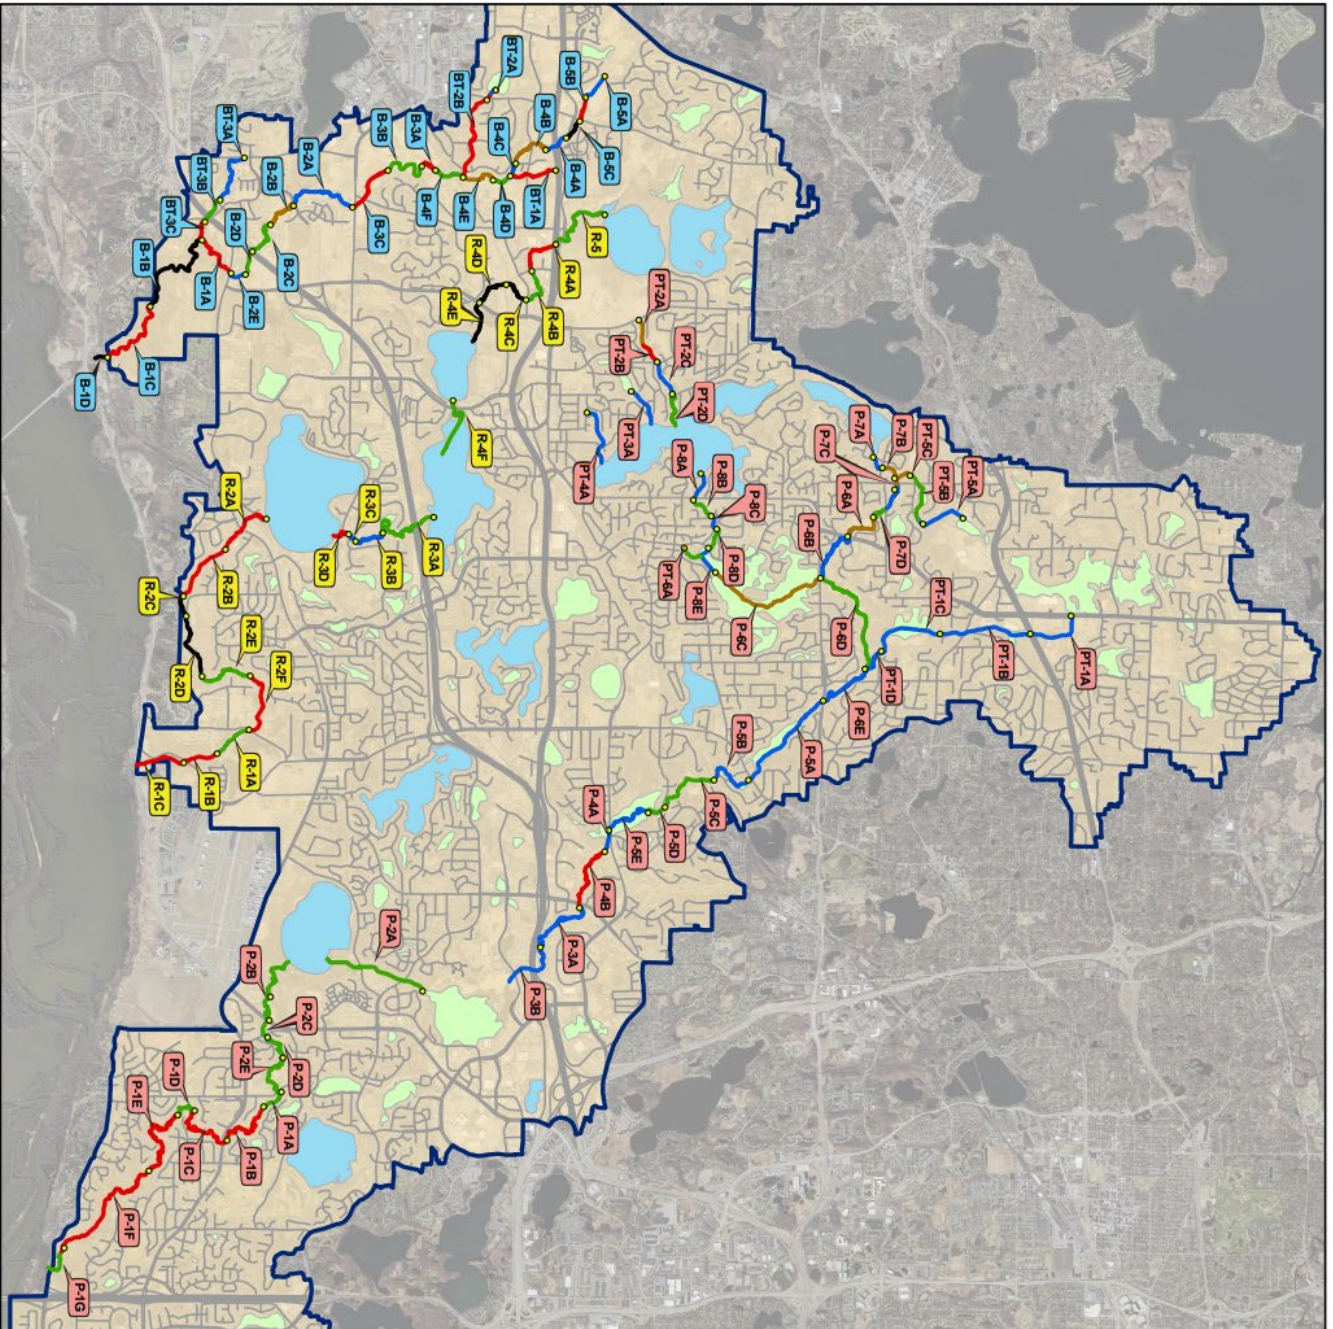 BT-2A
B-5B
B-5A
BT-2B
B-4B
B-4C
B-3A
B-3B
B-5C
B-4A
BT-3A
B-2A
BT-3B
B-2B
BT-3C
B-2D
B-1B
B-4F
B-4E
B-4D
BT-1A
B-3C
B-2C
B-2E
B-1A
B-1C
B-1D
R-5
R-4A
R-4D
R-4E
R-4C
R-4B
PT-2A
PT-2B
PT-2C
PT-2D
PT-3A
PT-4A
R-4F
P-7A
P-7B
PT-5C
P-7C
PT-5B
PT-5A
P-6A
P-8A
P-8B
P-8C
P-6B
P-7D
R-2A
R-3C
R-3D
R-3B
R-3A
P-8D
PT-6A
P-8E
R-2B
R-2C
R-2E
R-2F
R-2D
P-6C
P-6D
PT-1C
PT-1B
PT-1A
PT-1D
P-6E
P-5B
P-5A
R-1A
R-1B
R-1C
P-5C
P-4A
P-5E
P-5D
P-4B
P-2A
P-3A
P-3B
P-2B
P-2C
P-2E
P-2D
P-1D
P-1E
P-1A
P-1B
P-1C
P-1F
P-1G